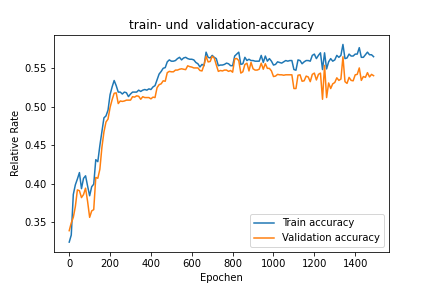 train- und  validation-accuracy
Relative Rate
0.55
0.50
0.45
0.40
0.35
0 200 400 600 800 1000 1200 1400
Epochen
Train accuracy
Validation accuracy